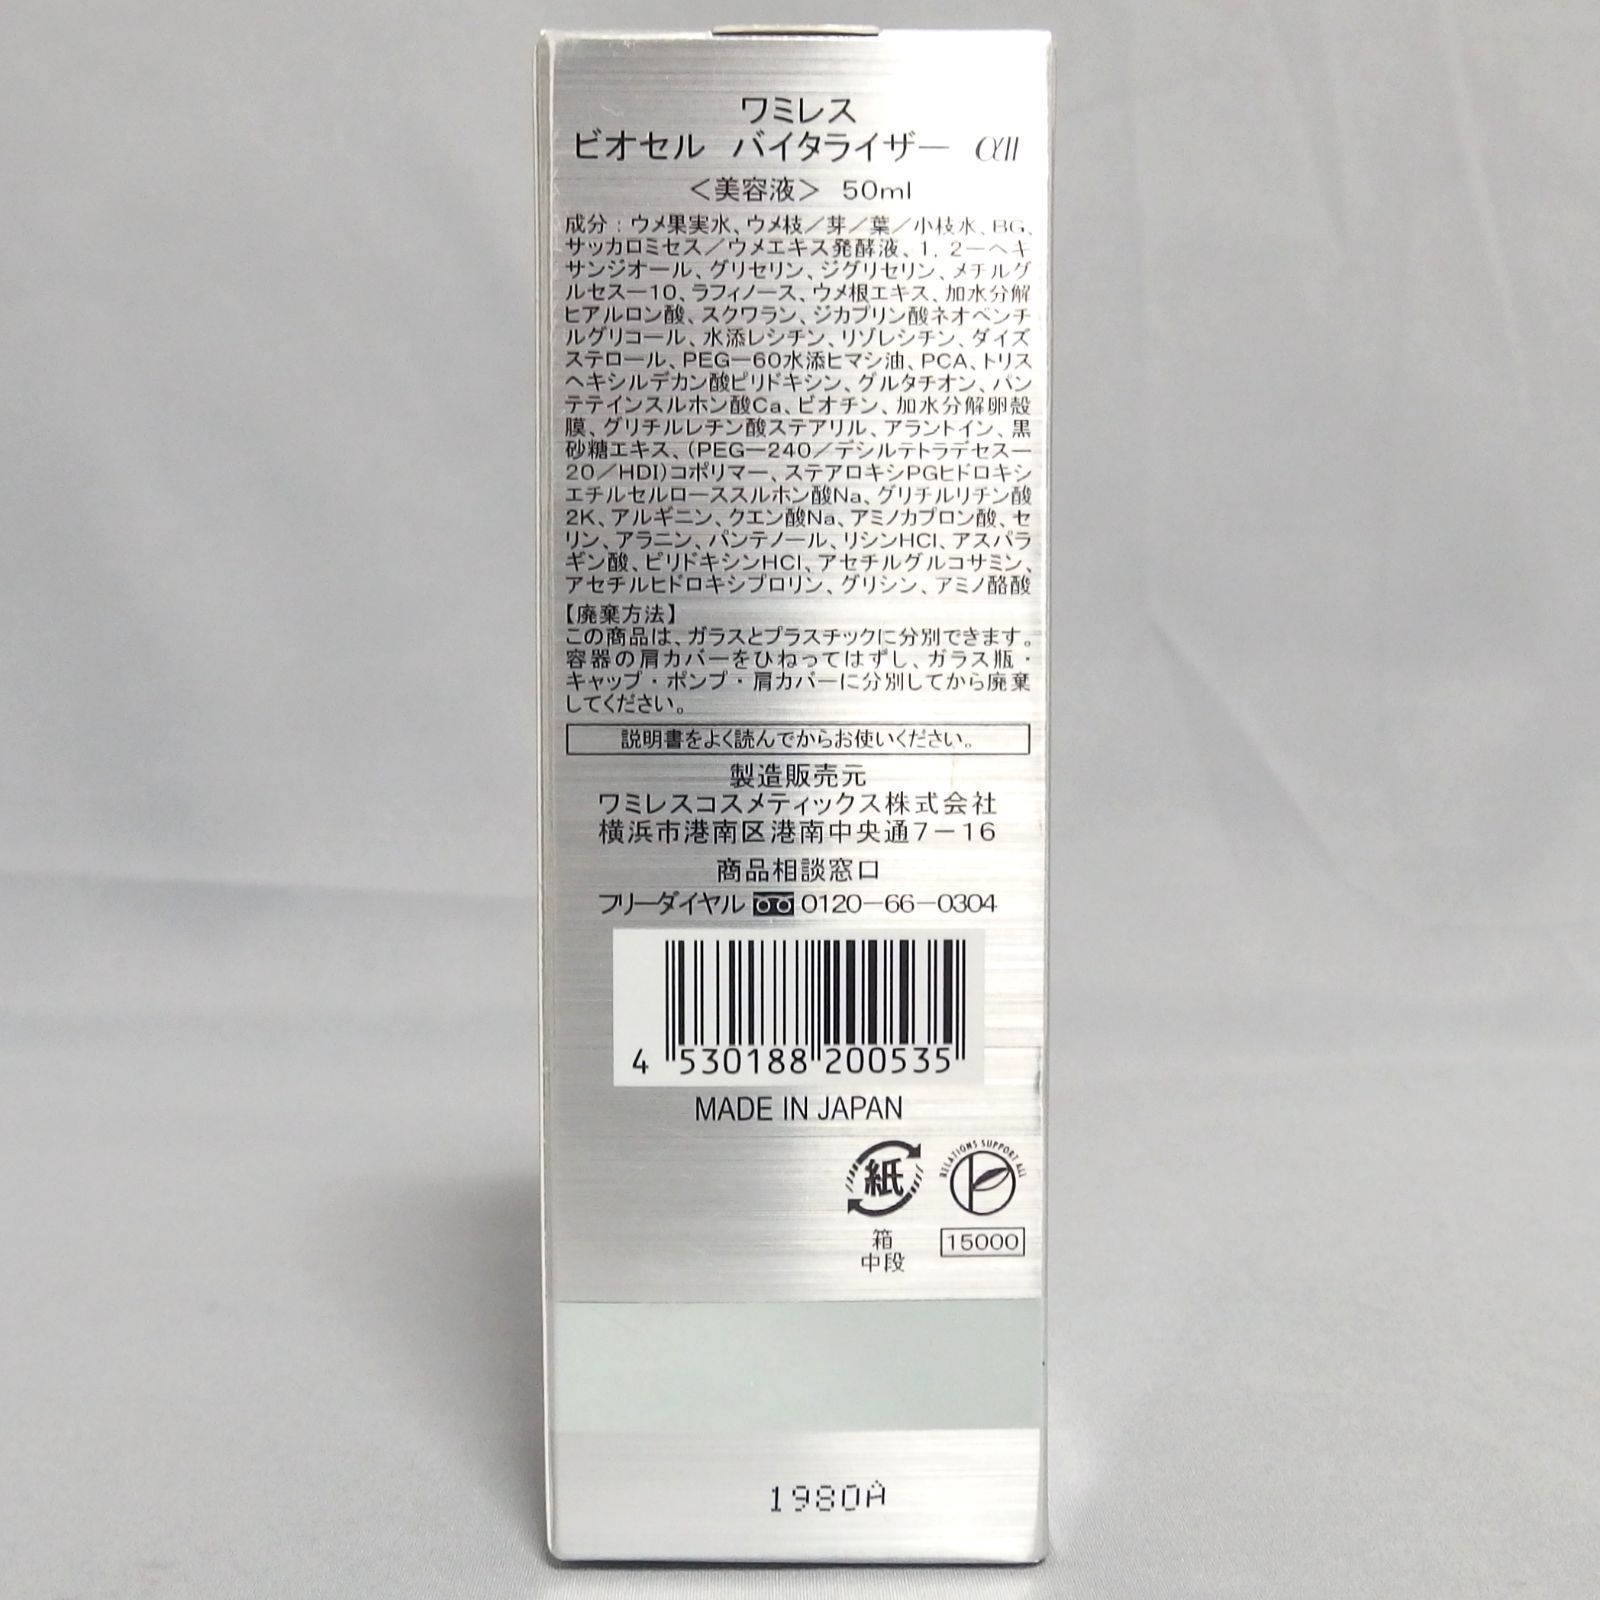 ワミレス
ビオセル バイタライザー αII
＜美容液＞ 50ml
成分：ウメ果実水、ウメ枝／芽／葉／小枝水、BG、
サッカロミセス／ウメエキス発酵液、1，2－ヘキ
サンジオール、グリセリン、ジグリセリン、メチルグ
ルセス－10、ラフィノース、ウメ根エキス、加水分解
ヒアルロン酸、スクワラン、ジカプリン酸ネオペンチ
ルグリコール、水添レシチン、リゾレシチン、ダイズ
ステロール、PEG－60水添ヒマシ油、PCA、トリス
ヘキシルデカン酸ピリドキシン、グルタチオン、パン
テテインスルホン酸Ca、ビオチン、加水分解卵殻
膜、グリチルレチン酸ステアリル、アラントイン、黒
砂糖エキス、（PEG－240／デシルテトラデセス－
20／HDI）コポリマー、ステアロキシPGヒドロキシ
エチルセルローススルホン酸Na、グリチルリチン酸
2K、アルギニン、クエン酸Na、アミノカプロン酸、セ
リン、アラニン、パンテノール、リシンHCl、アスパラ
ギン酸、ピリドキシンHCl、アセチルグルコサミン、
アセチルヒドロキシプロリン、グリシン、アミノ酪酸
【廃棄方法】
この商品は、ガラスとプラスチックに分別できます。
容器の肩カバーをひねってはずし、ガラス瓶・
キャップ・ポンプ・肩カバーに分別してから廃棄
してください。
説明書をよく読んでからお使いください。
製造販売元
ワミレスコスメティックス株式会社
横浜市港南区港南中央通7－16
商品相談窓口
フリーダイヤル 0120－66－0304
4 530188 200535
MADE IN JAPAN
RELATIONS SUPPORT ALL
紙
箱
中段
15000
1980A